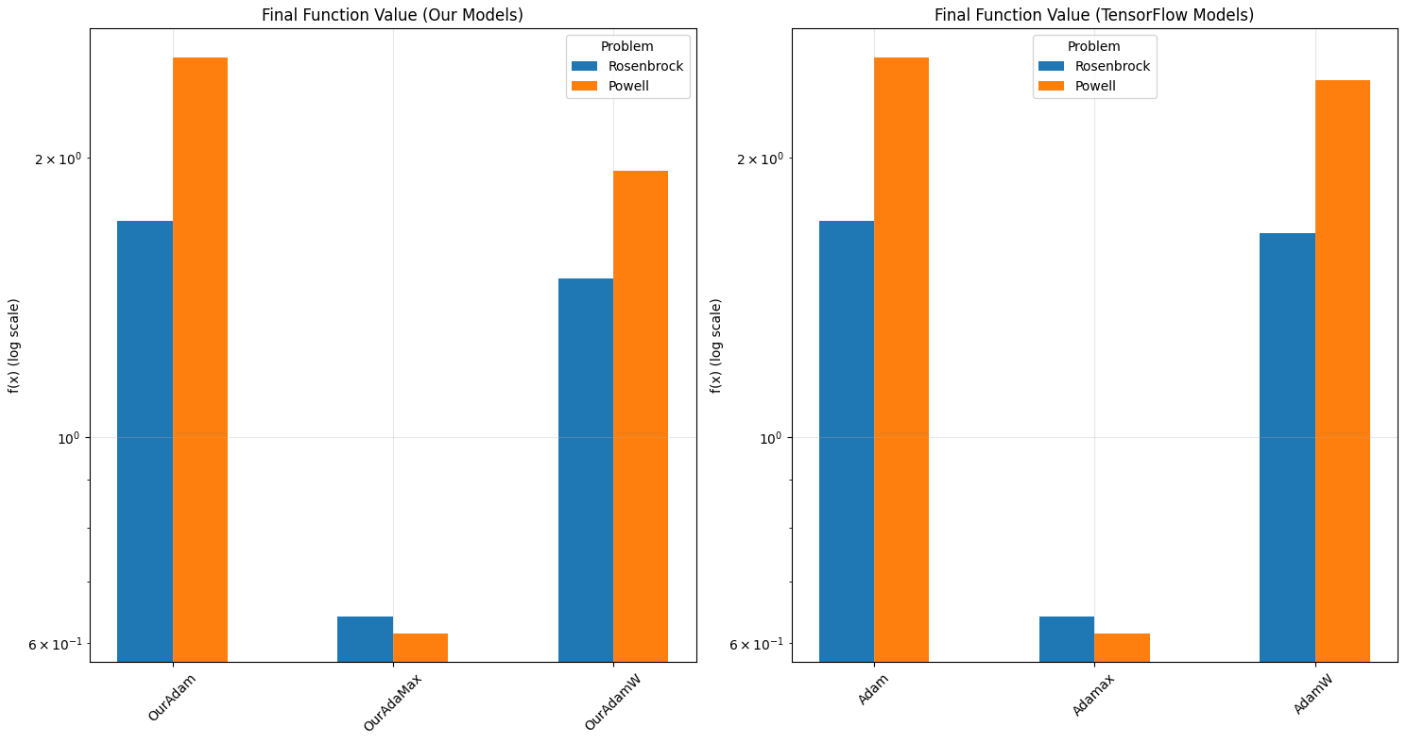 Final Function Value (Our Models)
Problem
Rosenbrock
Powell
f(x) (log scale)
2 × 10⁰
10⁰
6 × 10⁻¹
OurAdam
OurAdaMax
OurAdamW
Final Function Value (TensorFlow Models)
Problem
Rosenbrock
Powell
f(x) (log scale)
2 × 10⁰
10⁰
6 × 10⁻¹
Adam
Adamax
AdamW